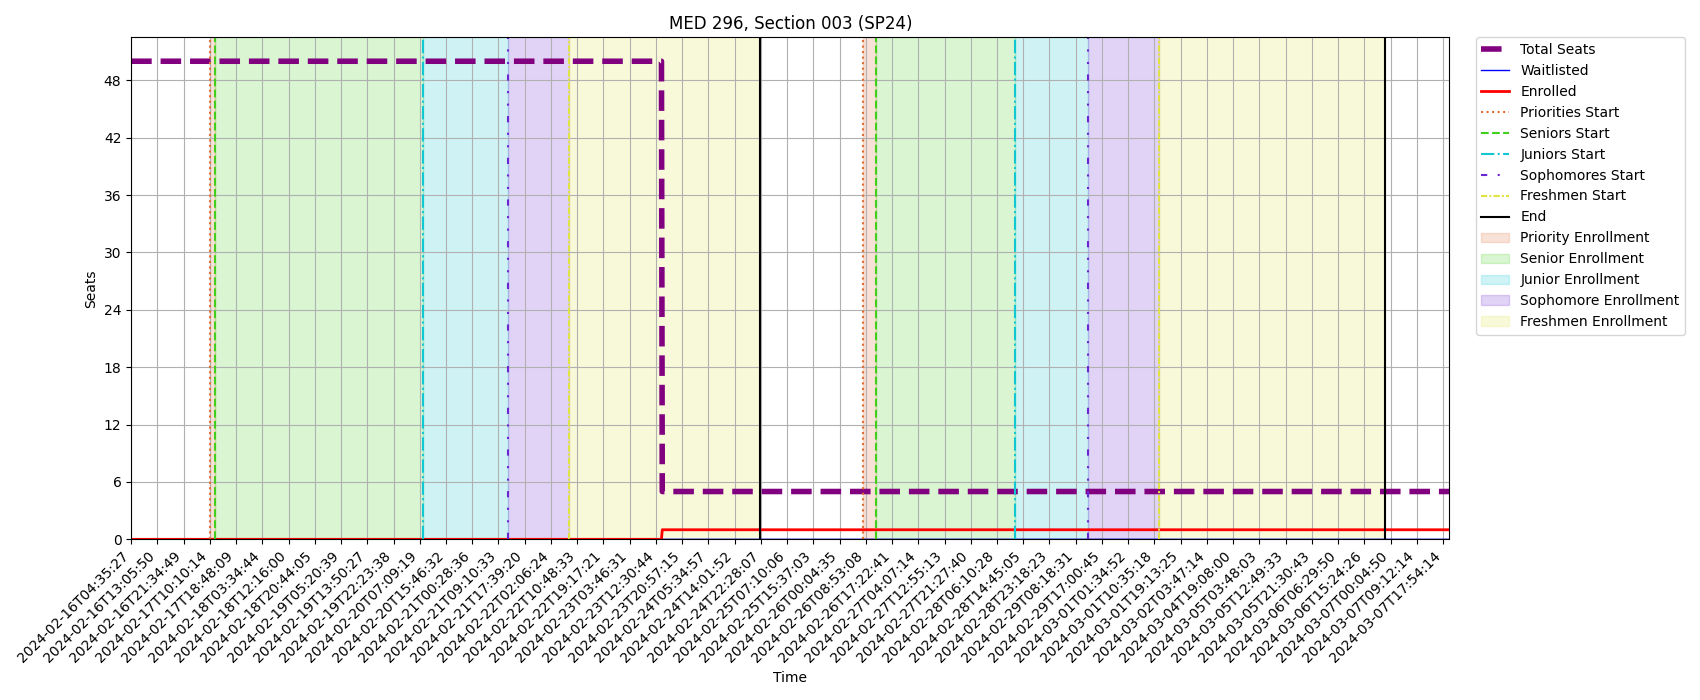 MED 296, Section 003 (SP24)
Seats
48
42
36
30
24
18
12
6
0
2024-02-16T04:35:27
2024-02-16T13:05:50
2024-02-16T21:34:49
2024-02-17T10:10:14
2024-02-17T18:48:09
2024-02-18T03:34:44
2024-02-18T12:16:00
2024-02-18T20:44:05
2024-02-19T05:20:39
2024-02-19T13:50:27
2024-02-19T22:23:38
2024-02-20T07:09:19
2024-02-20T15:46:32
2024-02-21T00:28:36
2024-02-21T09:10:33
2024-02-21T17:39:20
2024-02-22T02:06:24
2024-02-22T10:48:33
2024-02-22T19:17:21
2024-02-23T03:46:31
2024-02-23T12:30:44
2024-02-23T20:57:15
2024-02-24T05:34:57
2024-02-24T14:01:52
2024-02-24T22:28:07
2024-02-25T07:10:06
2024-02-25T15:37:03
2024-02-26T00:04:35
2024-02-26T08:53:08
2024-02-26T17:22:41
2024-02-27T04:07:14
2024-02-27T12:55:13
2024-02-27T21:27:40
2024-02-28T06:10:28
2024-02-28T14:45:05
2024-02-28T23:18:23
2024-02-29T08:18:31
2024-02-29T17:00:45
2024-03-01T01:34:52
2024-03-01T10:35:18
2024-03-01T19:13:25
2024-03-02T03:47:14
2024-03-04T19:08:00
2024-03-05T03:48:03
2024-03-05T12:49:33
2024-03-05T21:30:43
2024-03-06T06:29:50
2024-03-06T15:24:26
2024-03-07T00:04:50
2024-03-07T09:12:14
2024-03-07T17:54:14
Time
Total Seats
Waitlisted
Enrolled
Priorities Start
Seniors Start
Juniors Start
Sophomores Start
Freshmen Start
End
Priority Enrollment
Senior Enrollment
Junior Enrollment
Sophomore Enrollment
Freshmen Enrollment